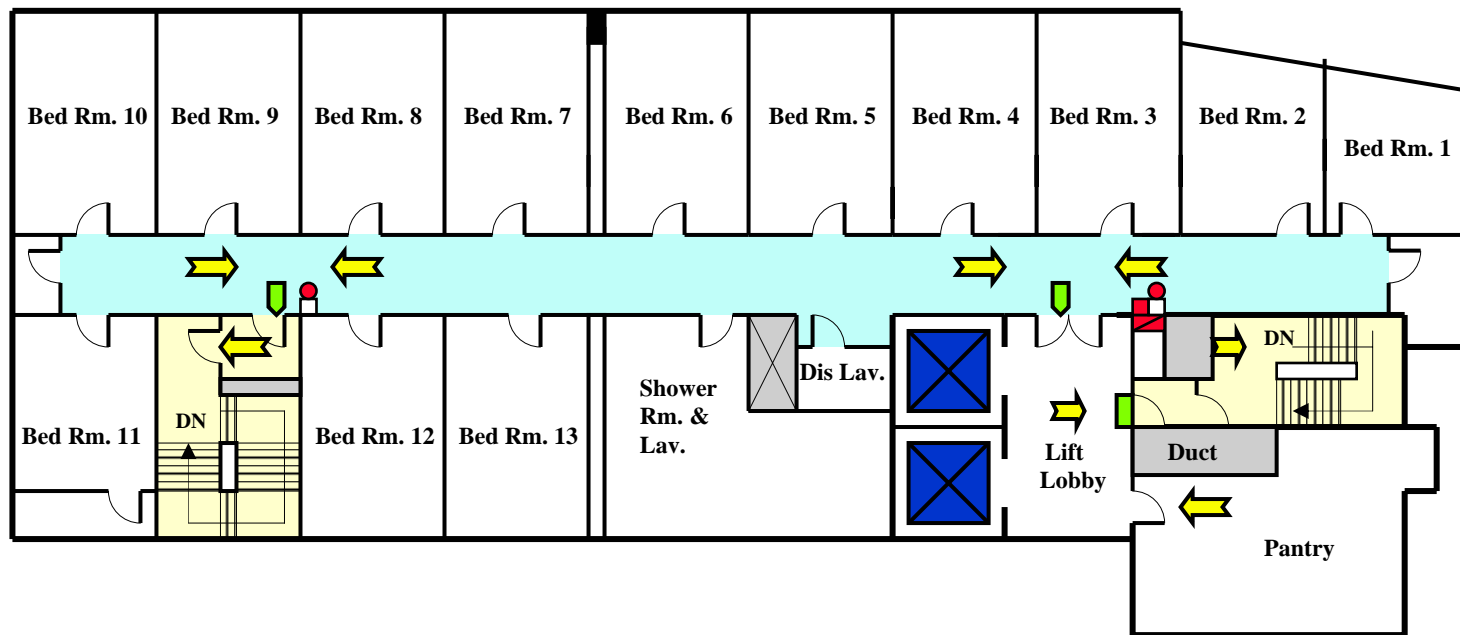 Bed Rm. 10
Bed Rm. 9
Bed Rm. 8
Bed Rm. 7
Bed Rm. 6
Bed Rm. 5
Bed Rm. 4
Bed Rm. 3
Bed Rm. 2
Bed Rm. 1
DN
Dis Lav.
Shower
Rm. &
Lav.
DN
Bed Rm. 11
Bed Rm. 12
Bed Rm. 13
Lift
Lobby
Duct
Pantry